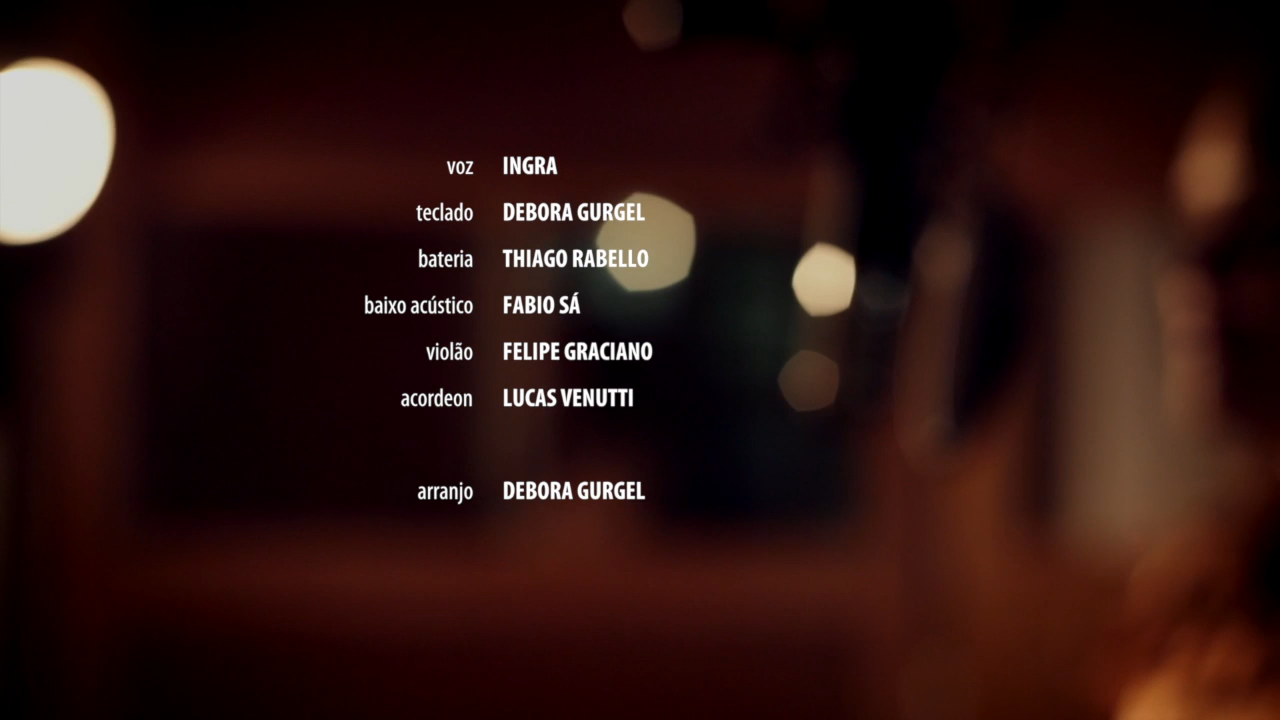 voz INGRA
teclado DEBORA GURGEL
bateria THIAGO RABELLO
baixo acústico FABIO SÁ
violão FELIPE GRACIANO
acordeon LUCAS VENUTTI
arranjo DEBORA GURGEL